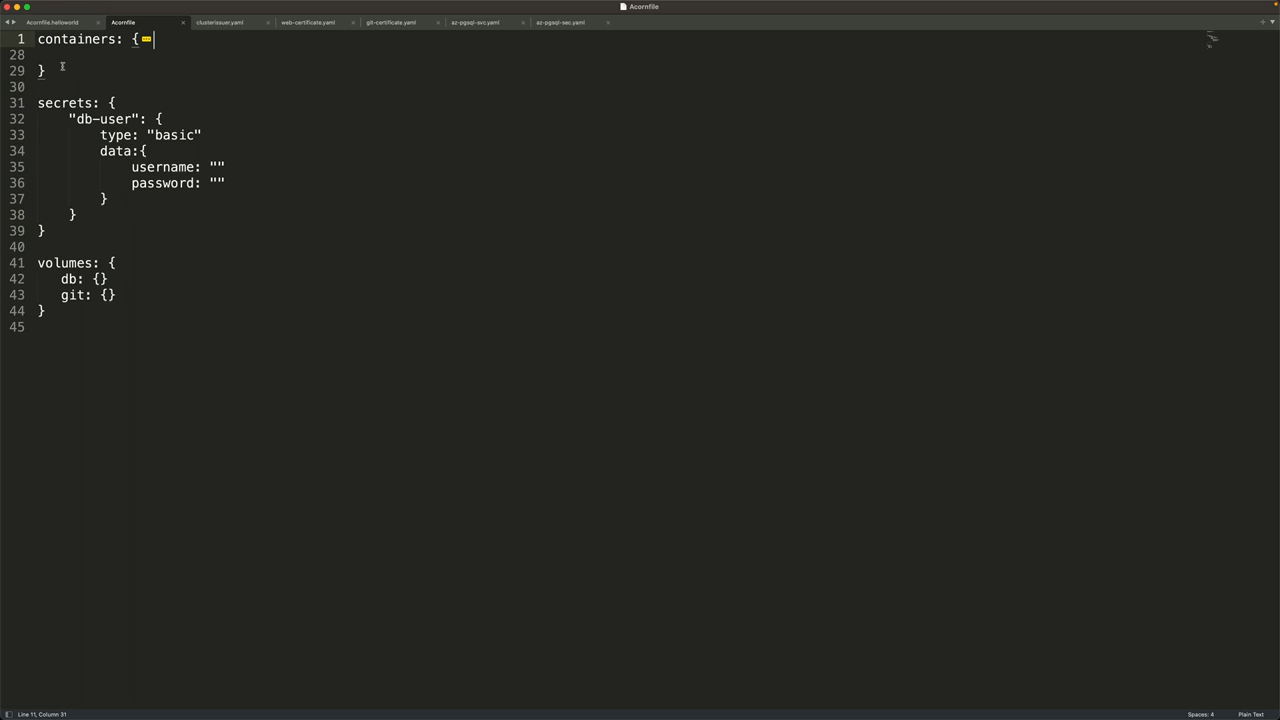 Acornfile
Acornfile.helloworld
Acornfile
clusterissuer.yaml
web-certificate.yaml
git-certificate.yaml
az-pgsql-svc.yaml
az-pgsql-sec.yaml
1 containers: {
28
29 }
30
31 secrets: {
32 "db-user": {
33 type: "basic"
34 data:{
35 username: ""
36 password: ""
37 }
38 }
39 }
40
41 volumes: {
42 db: {}
43 git: {}
44 }
45
Line 11, Column 31
Spaces: 4
Plain Text